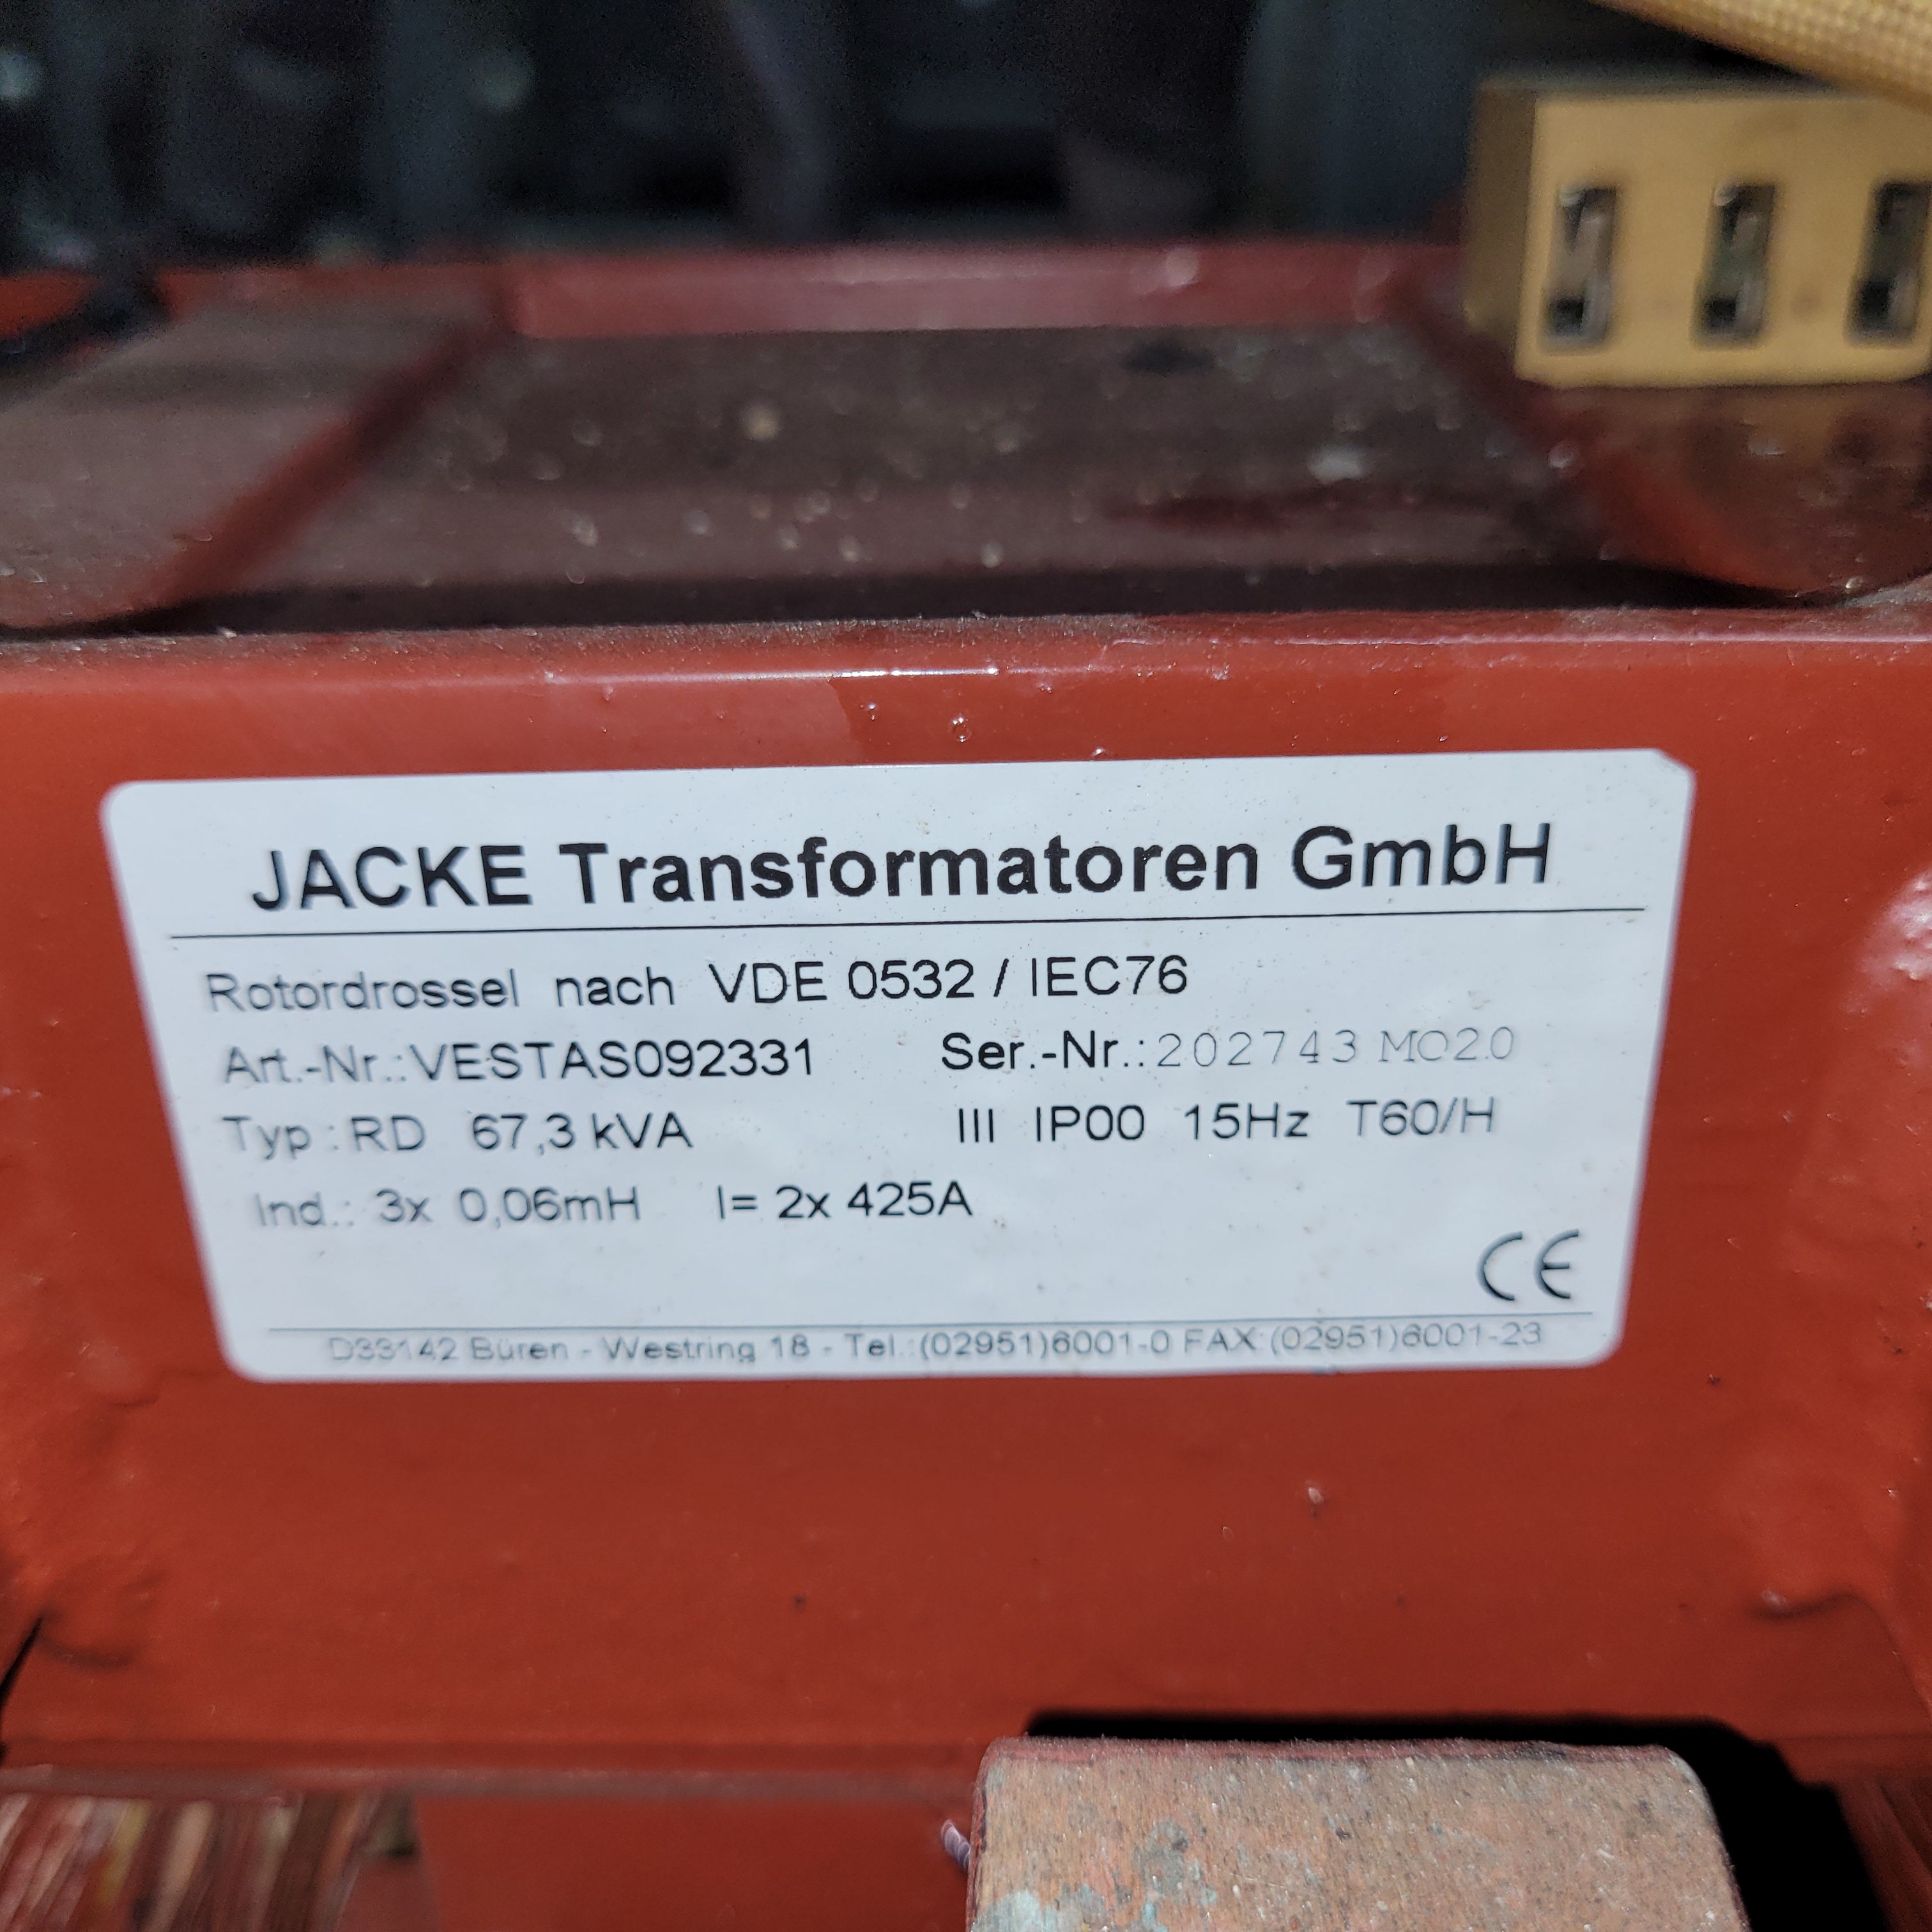 JACKE Transformatoren GmbH
Rotordrossel nach VDE 0532 / IEC76
Art.-Nr.:VESTAS092331 Ser.-Nr.:202743 MO2.0
Typ : RD 67,3 kVA III IP00 15Hz T60/H
Ind.: 3x 0,06mH I= 2x 425A
CE
D33142 Büren - Westring 18 - Tel.:(02951)6001-0 FAX:(02951)6001-23